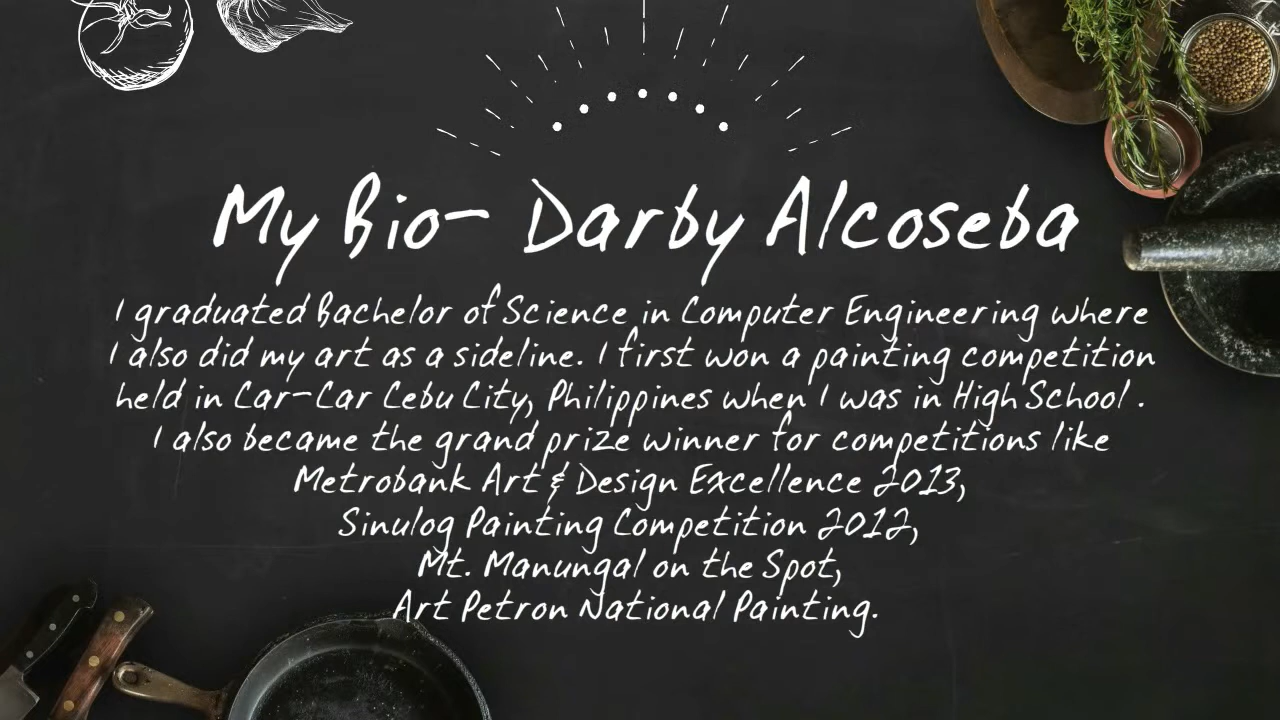 My Bio- Darby Alcoseba
I graduated Bachelor of Science in Computer Engineering where
I also did my art as a sideline. I first won a painting competition
held in Car-Car Cebu City, Philippines when I was in High School .
I also became the grand prize winner for competitions like
Metrobank Art & Design Excellence 2013,
Sinulog Painting Competition 2012,
Mt. Manungal on the Spot,
Art Petron National Painting.